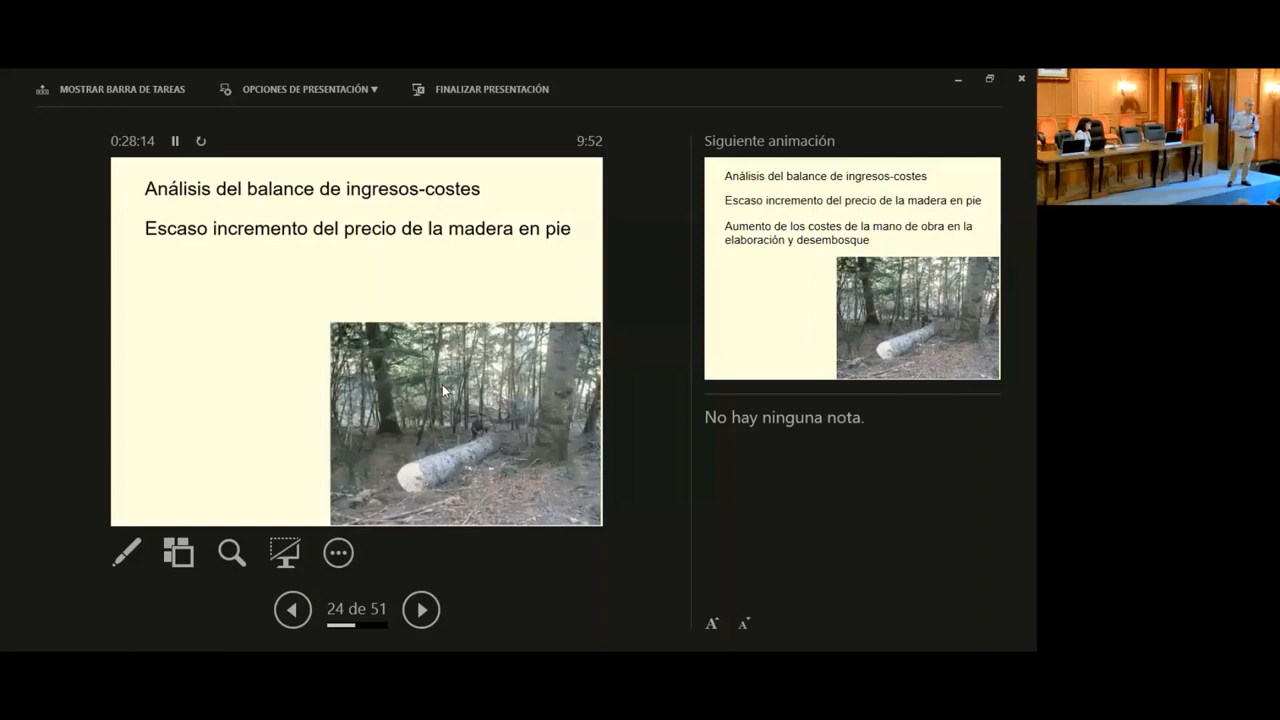 MOSTRAR BARRA DE TAREAS
OPCIONES DE PRESENTACIÓN ▼
FINALIZAR PRESENTACIÓN
0:28:14
9:52
Análisis del balance de ingresos-costes
Escaso incremento del precio de la madera en pie
24 de 51
Siguiente animación
Análisis del balance de ingresos-costes
Escaso incremento del precio de la madera en pie
Aumento de los costes de la mano de obra en la
elaboración y desembosque
No hay ninguna nota.
A A